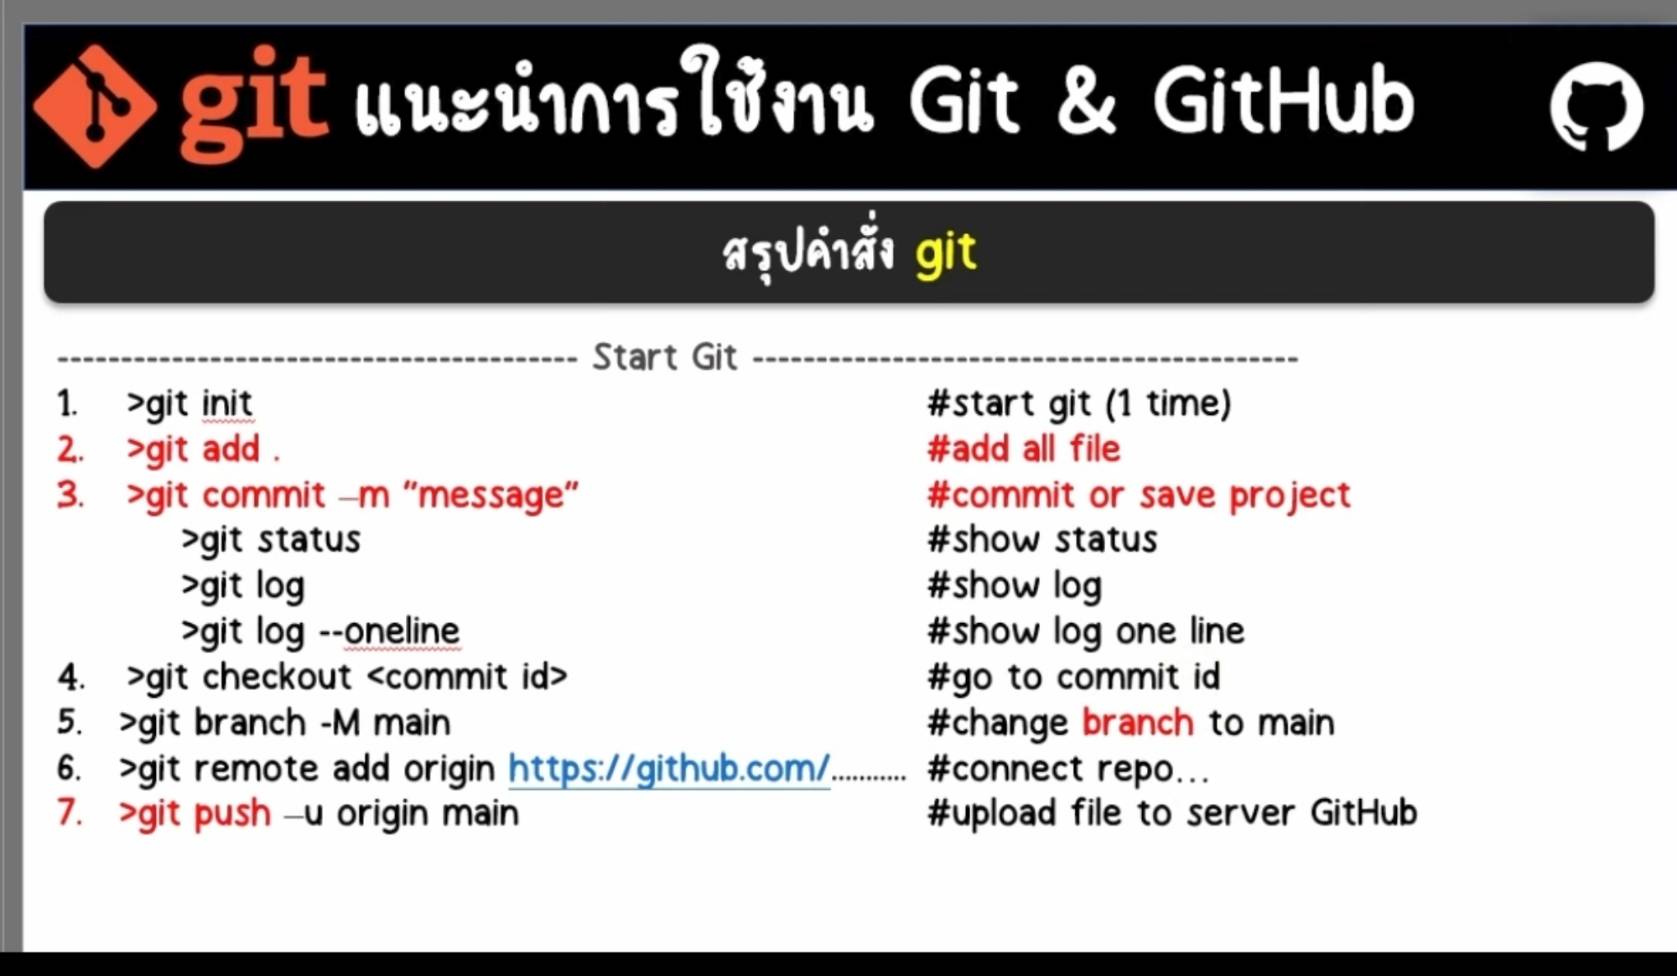 git แนะนำการใช้งาน Git & GitHub
สรุปคำสั่ง git
---------------------------------------- Start Git ------------------------------------------
1. >git init #start git (1 time)
2. >git add . #add all file
3. >git commit –m "message" #commit or save project
>git status #show status
>git log #show log
>git log --oneline #show log one line
4. >git checkout <commit id> #go to commit id
5. >git branch -M main #change branch to main
6. >git remote add origin https://github.com/........... #connect repo...
7. >git push –u origin main #upload file to server GitHub